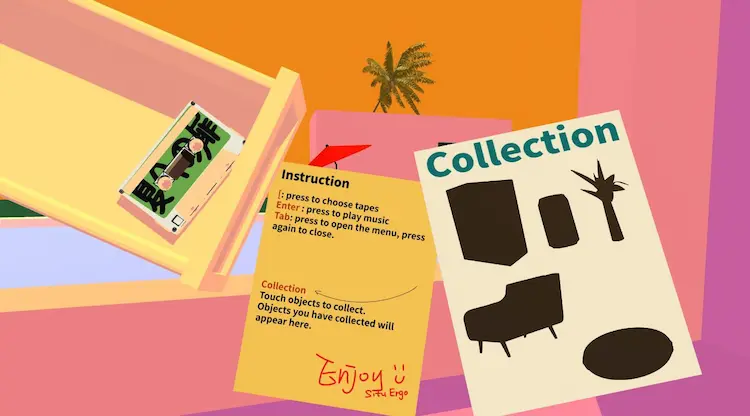 夏
Instruction
[: press to choose tapes
Enter : press to play music
Tab: press to open the menu, press
again to close.
Collection
Touch objects to collect.
Objects you have collected will
appear here.
Enjoy
Situ Ergo
Collection